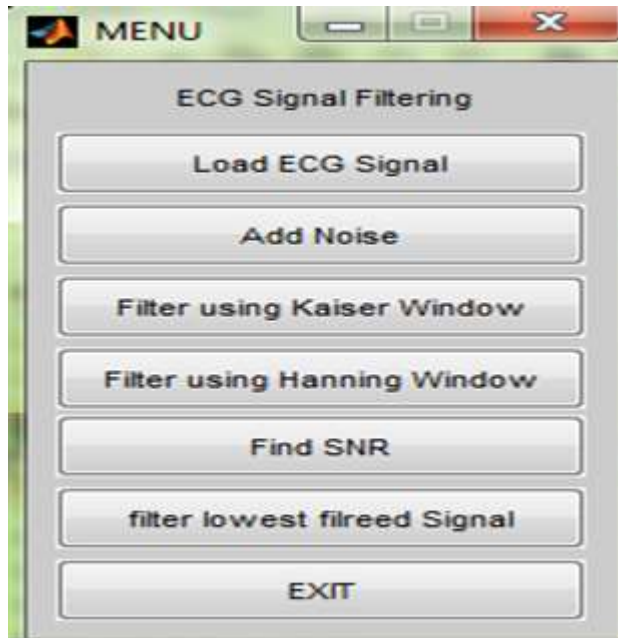 MENU
ECG Signal Filtering
Load ECG Signal
Add Noise
Filter using Kaiser Window
Filter using Hanning Window
Find SNR
filter lowest filreed Signal
EXIT